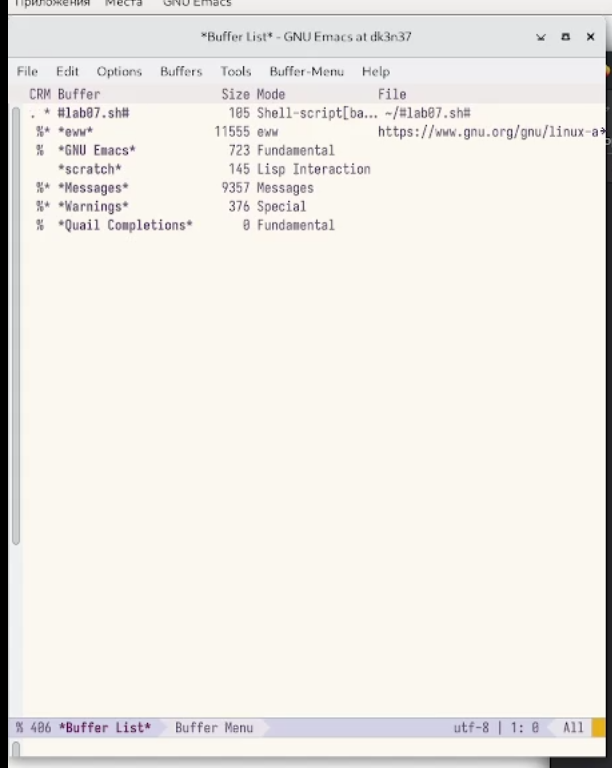 Приложения Места GNU Emacs
*Buffer List* - GNU Emacs at dk3n37
File Edit Options Buffers Tools Buffer-Menu Help
CRM Buffer Size Mode File
. * #lab07.sh# 105 Shell-script[ba... ~/#lab07.sh#
%* *eww* 11555 eww https://www.gnu.org/gnu/linux-a
% *GNU Emacs* 723 Fundamental
*scratch* 145 Lisp Interaction
%* *Messages* 9357 Messages
%* *Warnings* 376 Special
% *Quail Completions* 0 Fundamental
% 406 *Buffer List* Buffer Menu utf-8 | 1: 0 All